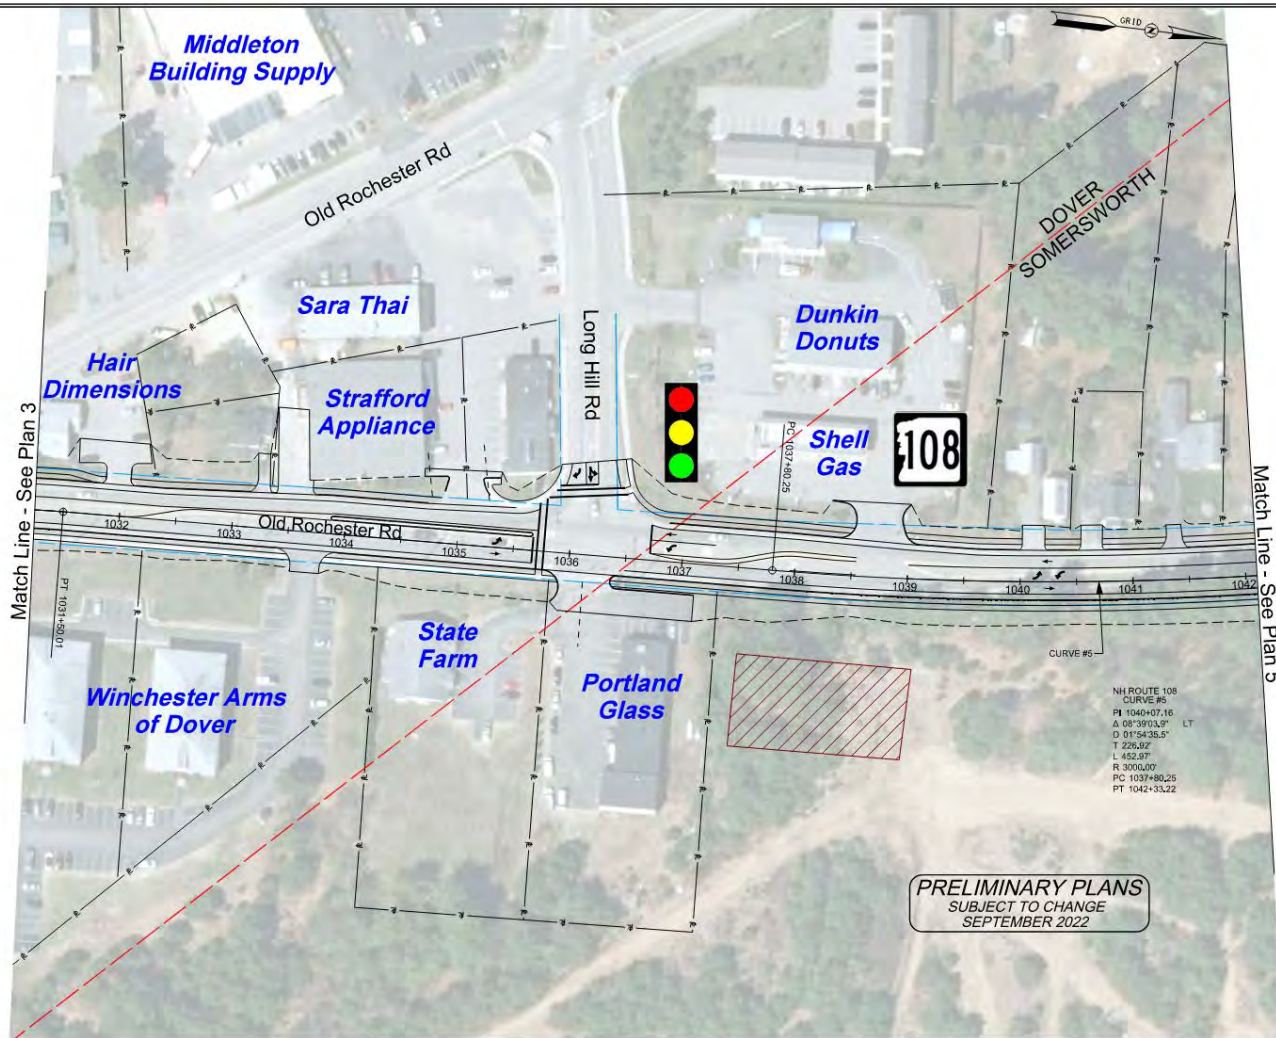 GRID
N
Middleton
Building Supply
Old Rochester Rd
DOVER
SOMERSWORTH
Sara Thai
Long Hill Rd
Dunkin
Donuts
Hair
Dimensions
Strafford
Appliance
Match Line - See Plan 3
PC 1037+80.25
Shell
Gas
108
Match Line - See Plan 5
Old Rochester Rd
1032
1033
1034
1035
1036
1037
1038
1039
1040
1041
1042
PT 1031+50.01
State
Farm
CURVE #5
Winchester Arms
of Dover
Portland
Glass
NH ROUTE 108
CURVE #5
PI 1040+07.16
Δ 08°39'03.9" LT
D 01°54'35.5"
T 226.92'
L 452.97'
R 3000.00'
PC 1037+80.25
PT 1042+33.22
PRELIMINARY PLANS
SUBJECT TO CHANGE
SEPTEMBER 2022